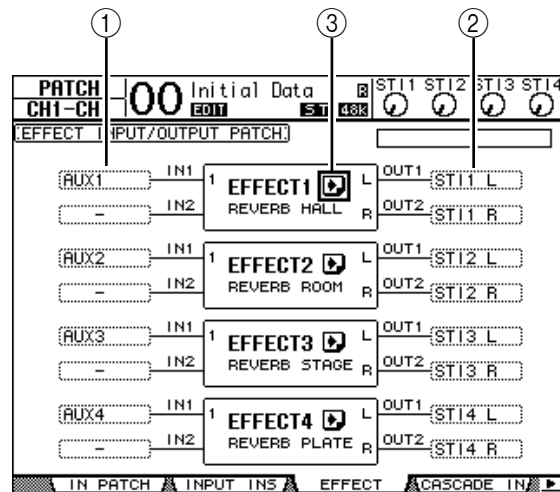 ① ③ ②
PATCH 00 Initial Data R STI1 STI2 STI3 STI4
CH1-CH EDIT 48k
EFFECT INPUT/OUTPUT PATCH
AUX1 IN1 1 EFFECT1 L OUT1 STI1 L
- IN2 REVERB HALL R OUT2 STI1 R
AUX2 IN1 1 EFFECT2 L OUT1 STI2 L
- IN2 REVERB ROOM R OUT2 STI2 R
AUX3 IN1 1 EFFECT3 L OUT1 STI3 L
- IN2 REVERB STAGE R OUT2 STI3 R
AUX4 IN1 1 EFFECT4 L OUT1 STI4 L
- IN2 REVERB PLATE R OUT2 STI4 R
IN PATCH INPUT INS EFFECT CASCADE IN